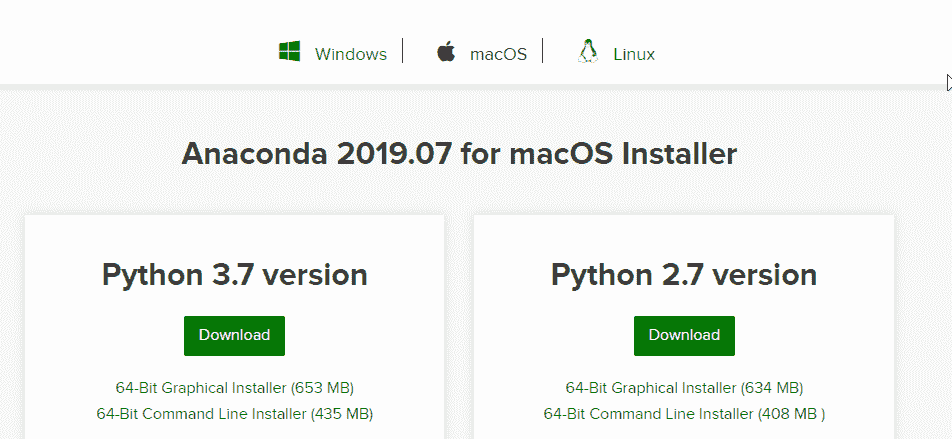 Windows macOS Linux
Anaconda 2019.07 for macOS Installer
Python 3.7 version
Download
64-Bit Graphical Installer (653 MB)
64-Bit Command Line Installer (435 MB)
Python 2.7 version
Download
64-Bit Graphical Installer (634 MB)
64-Bit Command Line Installer (408 MB )